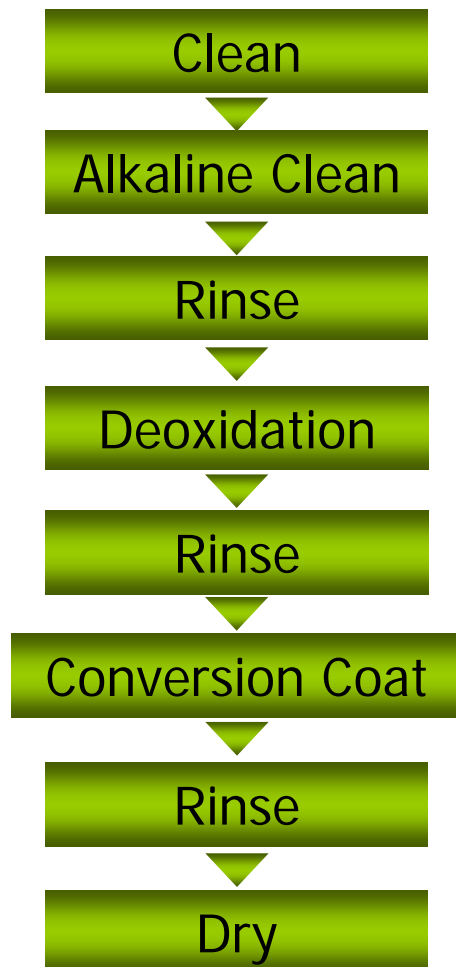 Clean
Alkaline Clean
Rinse
Deoxidation
Rinse
Conversion Coat
Rinse
Dry